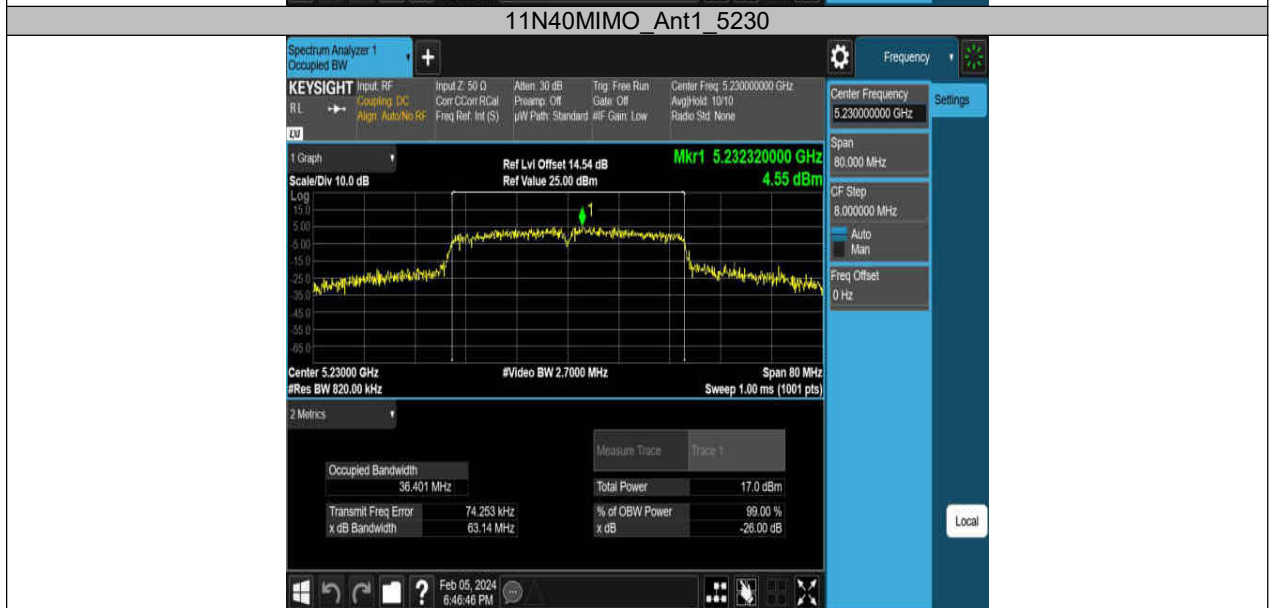 11N40MIMO_Ant1_5230
Spectrum Analyzer 1
Occupied BW
+
Frequency
KEYSIGHT
RL
Input: RF
Coupling: DC
Align: Auto/No RF
Input Z: 50 Ω
Corr CCorr RCal
Freq Ref: Int (S)
Atten: 30 dB
Preamp: Off
µW Path: Standard
Trig: Free Run
Gate: Off
#IF Gain: Low
Center Freq: 5.230000000 GHz
Avg|Hold: 10/10
Radio Std: None
Center Frequency
5.230000000 GHz
Settings
Span
80.000 MHz
CF Step
8.000000 MHz
Auto
Man
Freq Offset
0 Hz
1 Graph
Scale/Div 10.0 dB
Ref Lvl Offset 14.54 dB
Ref Value 25.00 dBm
Mkr1 5.232320000 GHz
4.55 dBm
Log
15.0
5.00
-5.00
-15.0
-25.0
-35.0
-45.0
-55.0
-65.0
1
Center 5.23000 GHz
#Res BW 820.00 kHz
#Video BW 2.7000 MHz
Span 80 MHz
Sweep 1.00 ms (1001 pts)
2 Metrics
Measure Trace
Trace 1
Occupied Bandwidth
36.401 MHz
Total Power
17.0 dBm
Transmit Freq Error
74.253 kHz
% of OBW Power
99.00 %
x dB Bandwidth
63.14 MHz
x dB
-26.00 dB
Local
?
Feb 05, 2024
6:46:46 PM